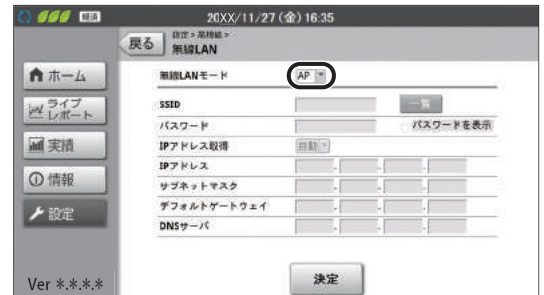 20XX/11/27 (金) 16:35
戻る
無線LAN
ホーム
ライブ
レポート
実績
情報
設定
Ver *.*.*.*
無線LANモード
AP
SSID
一覧
パスワード
パスワードを表示
IPアドレス取得
自動
IPアドレス
サブネットマスク
デフォルトゲートウェイ
DNSサーバ
決定